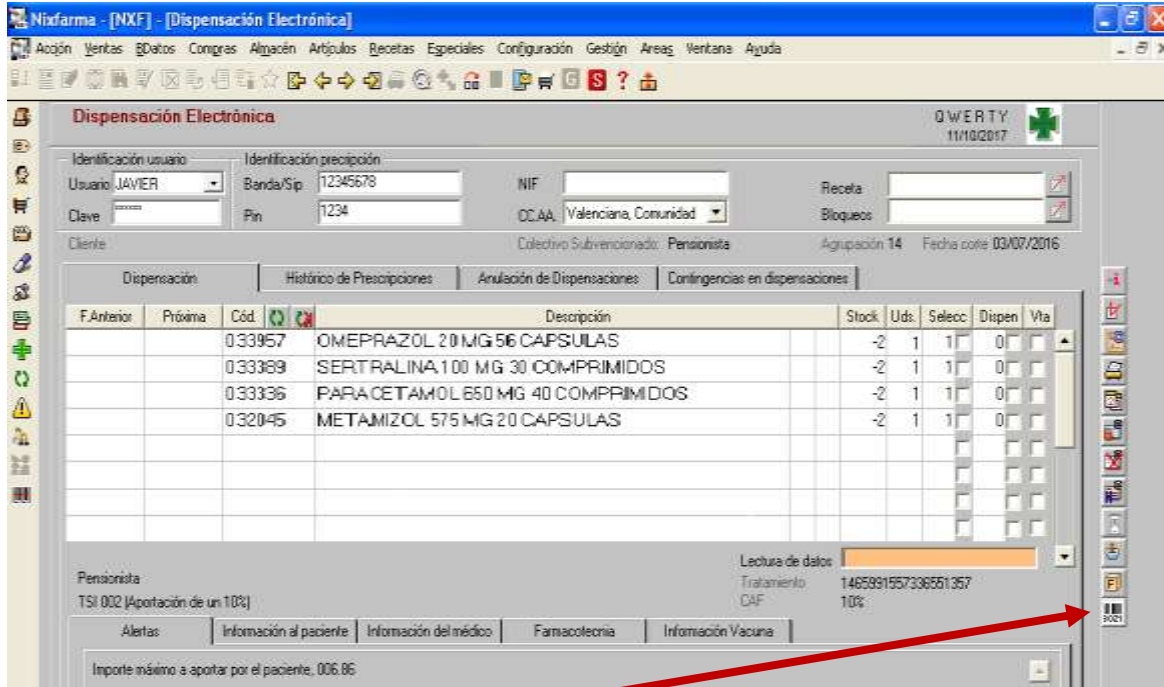 Nixfarma - [NXF] - [Dispensación Electrónica]
Acción Ventas BDatos Compras Almacén Artículos Recetas Especiales Configuración Gestión Areas Ventana Ayuda
G S ?
Dispensación Electrónica
QWERTY
11/10/2017
Identificación usuario Identificación precipción
Usuario JAVIER Banda/Sip 12345678 NIF Receta
Clave Pin 1234 CC.AA. Valenciana, Comunidad Bloqueos
Cliente Colectivo Subvencionado: Pensionista Agrupación 14 Fecha corte 03/07/2016
Dispensación Histórico de Prescripciones Anulación de Dispensaciones Contingencias en dispensaciones
F.Anterior Próxima Cód. Descripción Stock Uds. Selecc Dispen Vta
033957 OMEPRAZOL 20 MG 56 CAPSULAS -2 1 1 0
033389 SERTRALINA 100 MG 30 COMPRIMIDOS -2 1 1 0
033336 PARACETAMOL 650 MG 40 COMPRIMIDOS -2 1 1 0
032045 METAMIZOL 575 MG 20 CAPSULAS -2 1 1 0
Lectura de datos
Pensionista Tratamiento 1465991557336551357
TSI 002 (Aportación de un 10%) CAF 10%
Alertas Información al paciente Información del médico Farmacotecnia Información Vacuna
Importe máximo a aportar por el paciente, 006.86